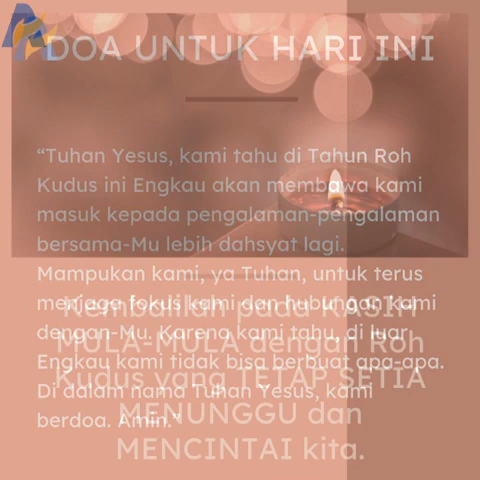 DOA UNTUK HARI INI
“Tuhan Yesus, kami tahu di Tahun Roh
Kudus ini Engkau akan membawa kami
masuk kepada pengalaman-pengalaman
bersama-Mu lebih dahsyat lagi.
Mampukan kami, ya Tuhan, untuk terus
menjaga fokus kami dan hubungan kami
dengan-Mu. Karena kami tahu, di luar
Engkau kami tidak bisa berbuat apa-apa.
Di dalam nama Tuhan Yesus, kami
berdoa. Amin.”
Kembalilah pada KASIH
MULA-MULA dengan Roh
Kudus yang TETAP SETIA
MENUNGGU dan
MENCINTAI kita.